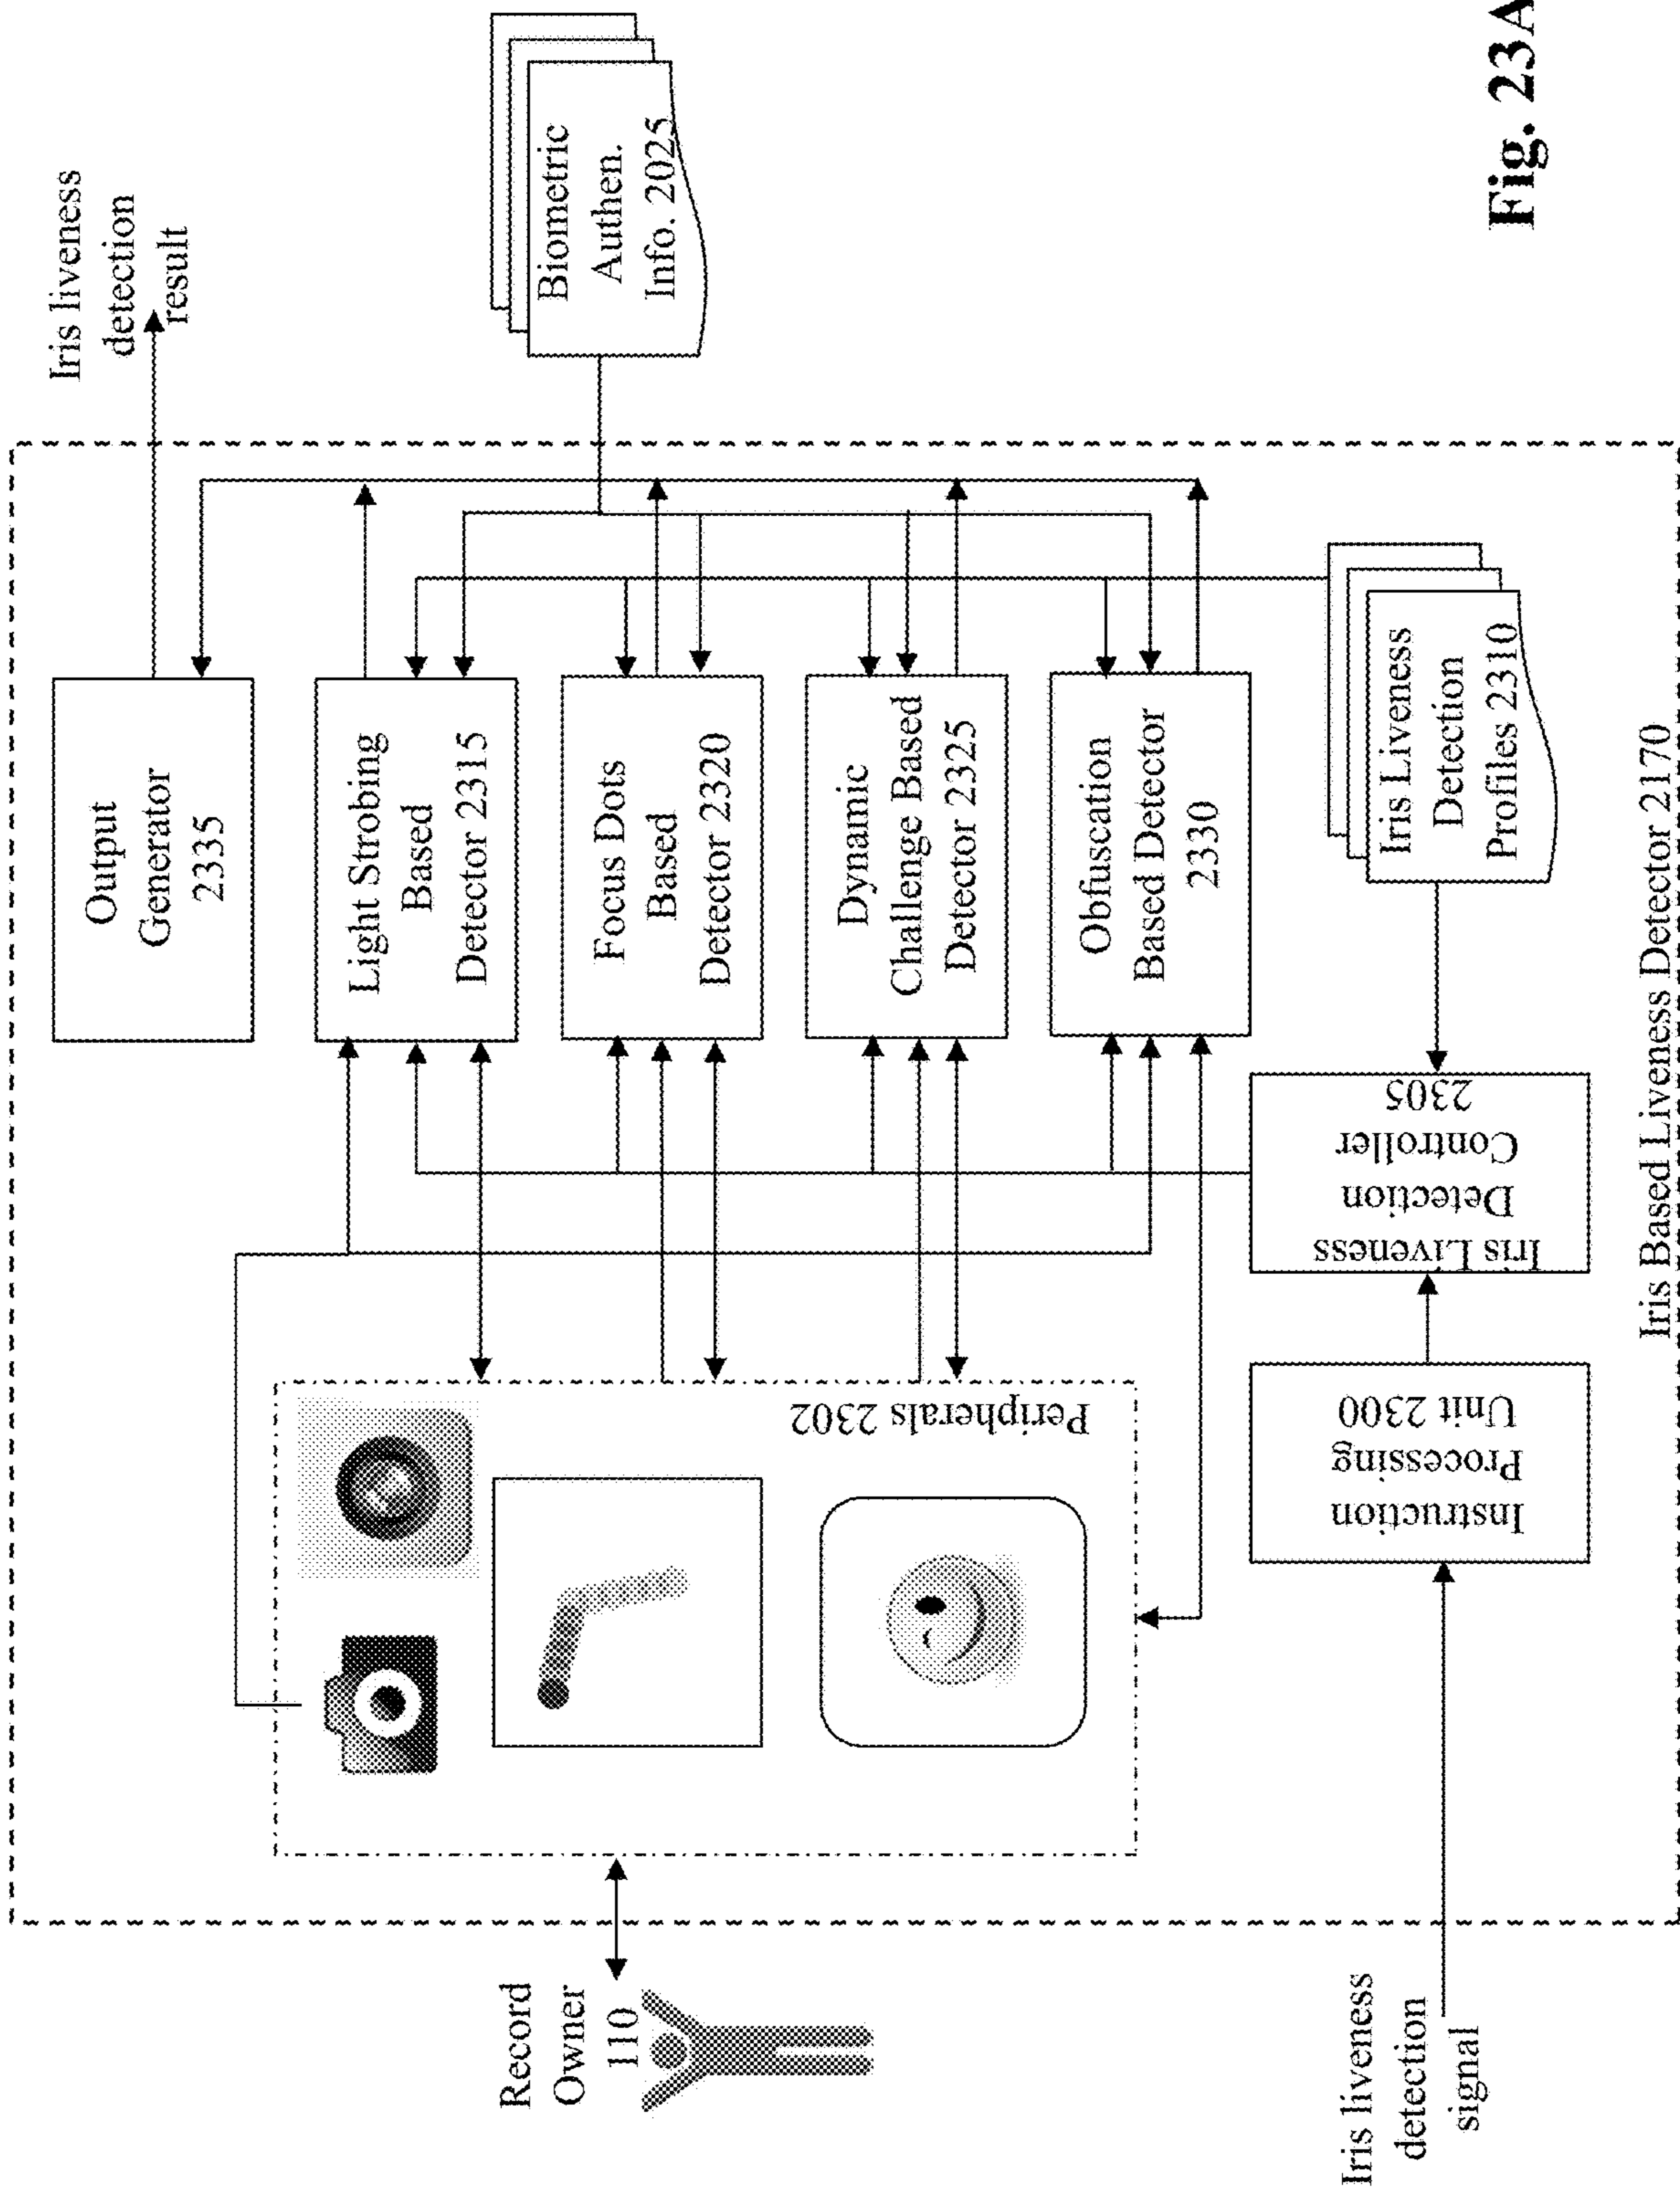 Iris liveness
detection
result
Biometric
Authen.
Info. 2025
Output
Generator
2335
Light Strobing
Based
Detector 2315
Focus Dots
Based
Detector 2320
Dynamic
Challenge Based
Detector 2325
Obfuscation
Based Detector
2330
Iris Liveness
Detection
Profiles 2310
Iris Liveness
Detection
Controller
2305
Instruction
Processing
Unit 2300
Peripherals 2302
Record
Owner
110
Iris liveness
detection
signal
Iris Based Liveness Detector 2170
Fig. 23A